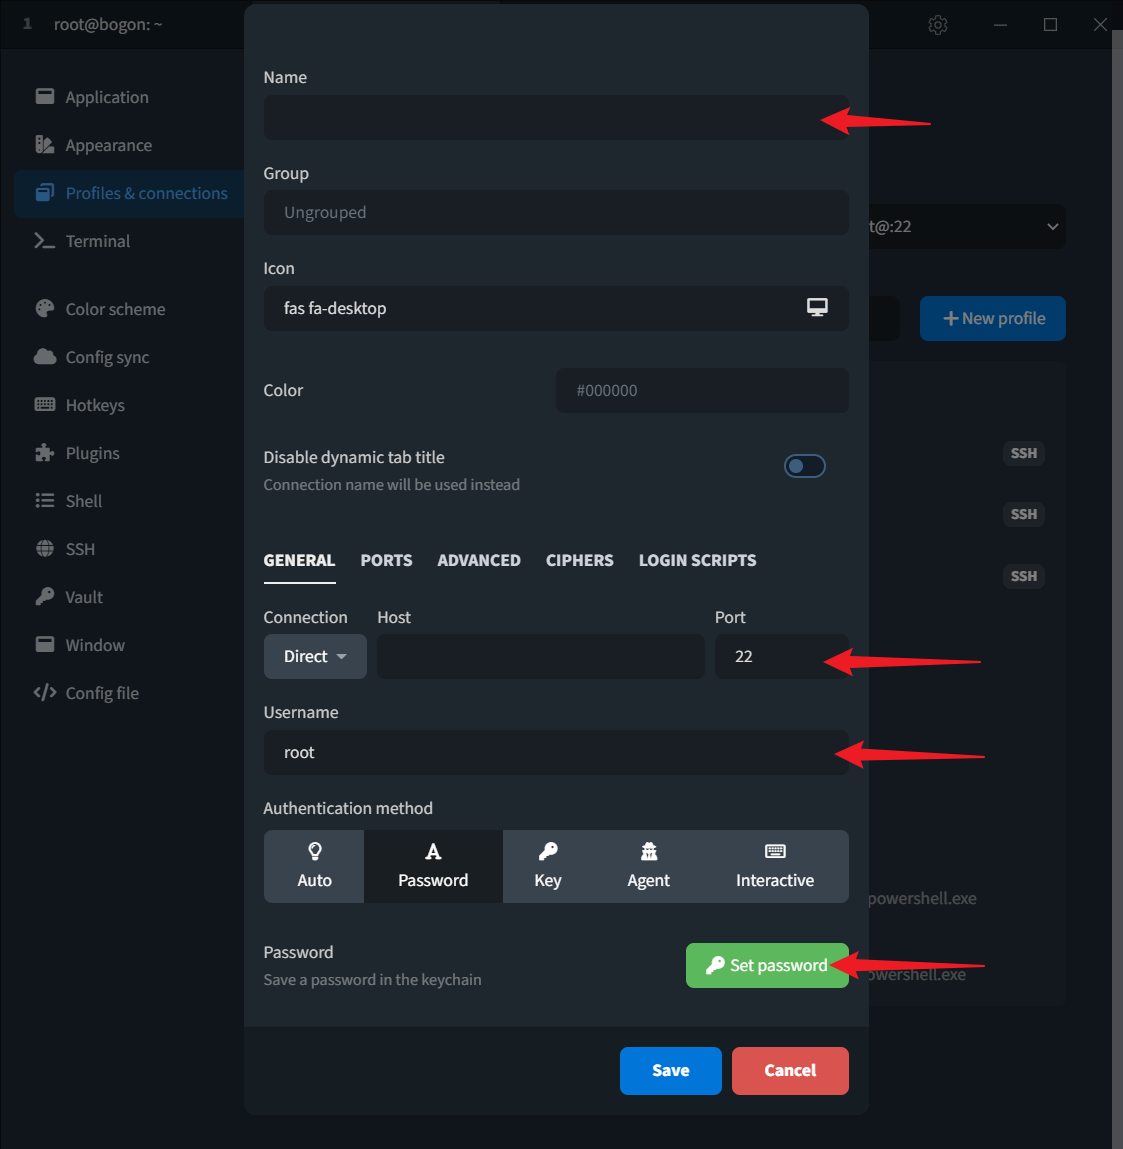 1 root@bogon: ~
Application
Appearance
Profiles & connections
Terminal
Color scheme
Config sync
Hotkeys
Plugins
Shell
SSH
Vault
Window
Config file
Name
Group
Ungrouped
Icon
fas fa-desktop
Color #000000
Disable dynamic tab title
Connection name will be used instead
GENERAL PORTS ADVANCED CIPHERS LOGIN SCRIPTS
Connection Host Port
Direct 22
Username
root
Authentication method
Auto Password Key Agent Interactive
Password
Save a password in the keychain
Set password
Save Cancel
t@:22
New profile
SSH
SSH
SSH
powershell.exe
owershell.exe